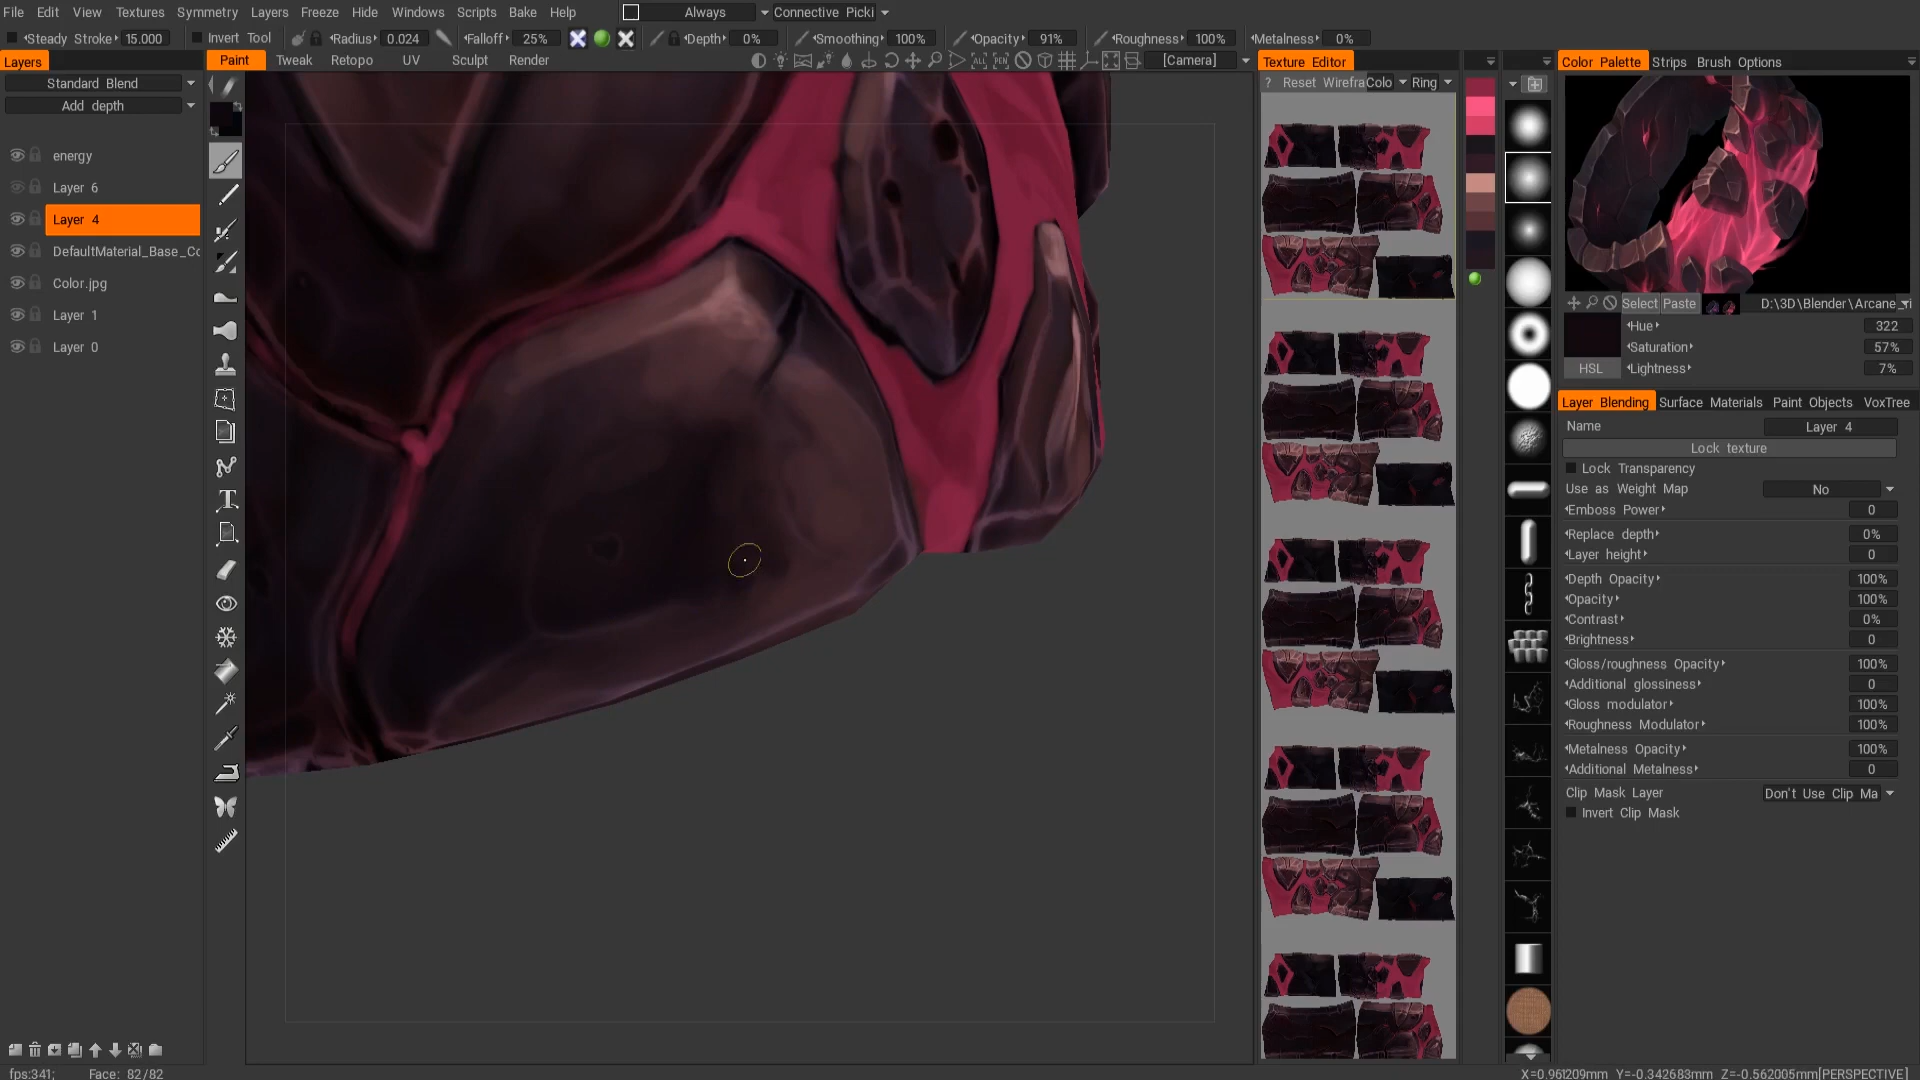 File Edit View Textures Symmetry Layers Freeze Hide Windows Scripts Bake Help Always Connective Picki
Steady Stroke 15.000 Invert Tool Radius 0.024 Falloff 25% Depth 0% Smoothing 100% Opacity 91% Roughness 100% Metalness 0%
Layers Paint Tweak Retopo UV Sculpt Render ALL PEN [Camera] Texture Editor Color Palette Strips Brush Options
Standard Blend
? Reset Wirefra Colo Ring
Add depth
energy
Layer 6
Layer 4
DefaultMaterial_Base_Co
Color.jpg
Layer 1
Layer 0
Select Paste D:\3D\Blender\Arcane_
Hue 322
Saturation 57%
HSL Lightness 7%
Layer Blending Surface Materials Paint Objects VoxTree
Name Layer 4
Lock texture
Lock Transparency
Use as Weight Map No
Emboss Power 0
Replace depth 0%
Layer height 0
Depth Opacity 100%
Opacity 100%
Contrast 0%
Brightness 0
Gloss/roughness Opacity 100%
Additional glossiness 0
Gloss modulator 100%
Roughness Modulator 100%
Metalness Opacity 100%
Additional Metalness 0
Clip Mask Layer Don't Use Clip Ma
Invert Clip Mask
fps:341; Face: 82/82 X=0.961209mm Y=-0.342683mm Z=-0.562005mm[PERSPECTIVE]